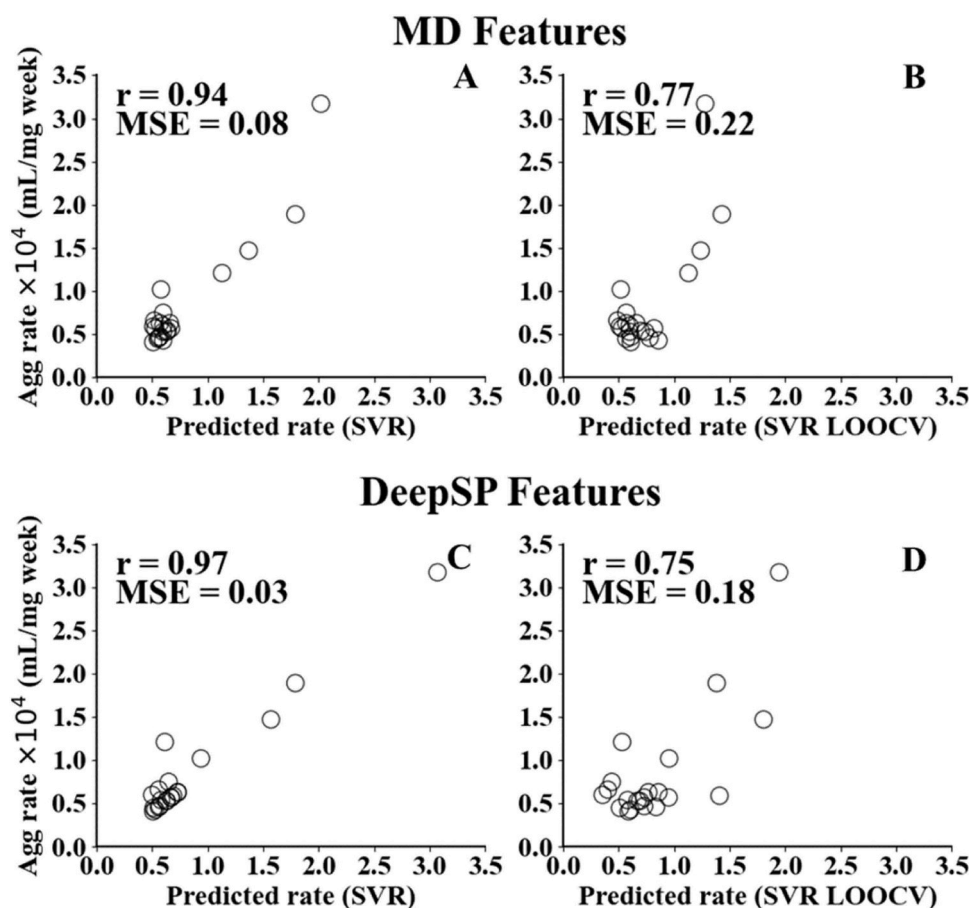 MD Features
A
r = 0.94
MSE = 0.08
3.5
3.0
2.5
2.0
1.5
1.0
0.5
0.0
Agg rate ×10⁴ (mL/mg week)
0.0 0.5 1.0 1.5 2.0 2.5 3.0 3.5
Predicted rate (SVR)
B
r = 0.77
MSE = 0.22
3.5
3.0
2.5
2.0
1.5
1.0
0.5
0.0
0.0 0.5 1.0 1.5 2.0 2.5 3.0 3.5
Predicted rate (SVR LOOCV)
DeepSP Features
C
r = 0.97
MSE = 0.03
3.5
3.0
2.5
2.0
1.5
1.0
0.5
0.0
Agg rate ×10⁴ (mL/mg week)
0.0 0.5 1.0 1.5 2.0 2.5 3.0 3.5
Predicted rate (SVR)
D
r = 0.75
MSE = 0.18
3.5
3.0
2.5
2.0
1.5
1.0
0.5
0.0
0.0 0.5 1.0 1.5 2.0 2.5 3.0 3.5
Predicted rate (SVR LOOCV)